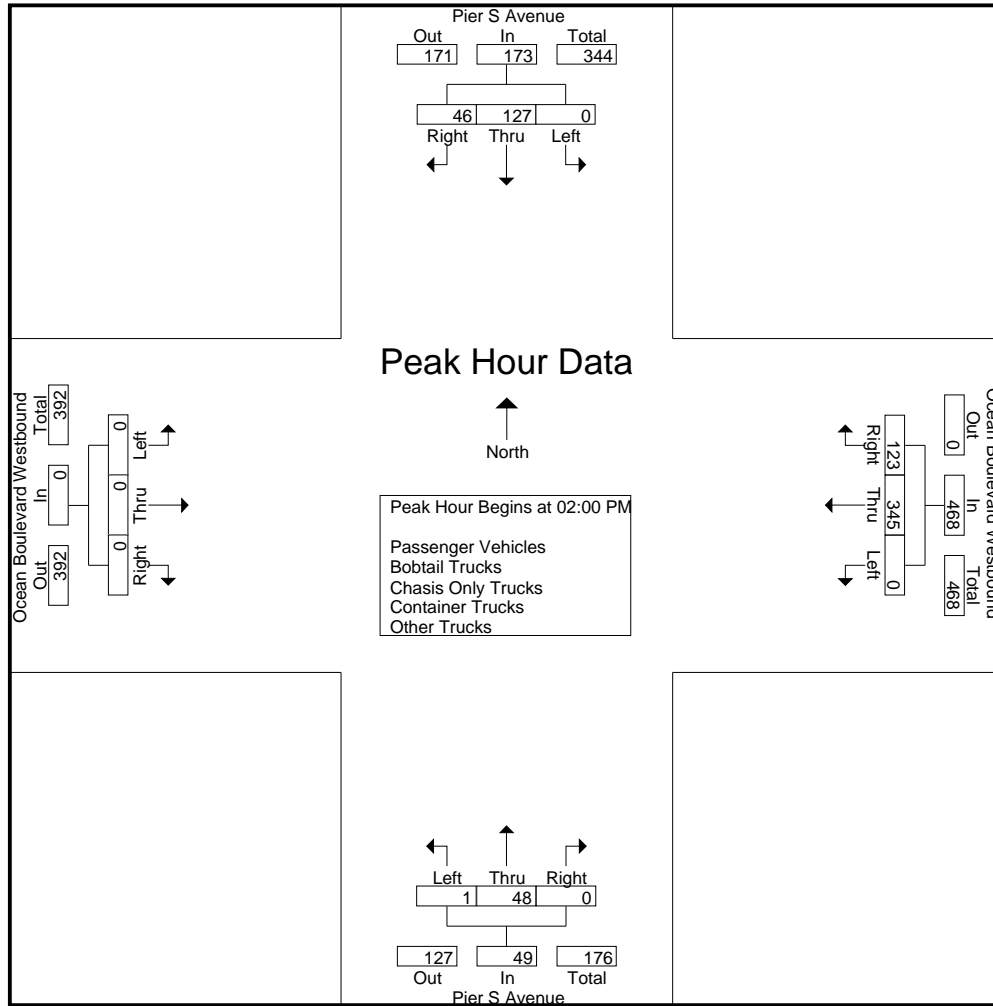 Pier S Avenue
Out In Total
171 173 344
46 127 0
Right Thru Left
Peak Hour Data
North
Peak Hour Begins at 02:00 PM
Passenger Vehicles
Bobtail Trucks
Chasis Only Trucks
Container Trucks
Other Trucks
Ocean Boulevard Westbound
Total In Out
392 0 392
0 0 0
Left Thru Right
Ocean Boulevard Westbound
Out In Total
0 468 468
123 345 0
Right Thru Left
Left Thru Right
1 48 0
127 49 176
Out In Total
Pier S Avenue